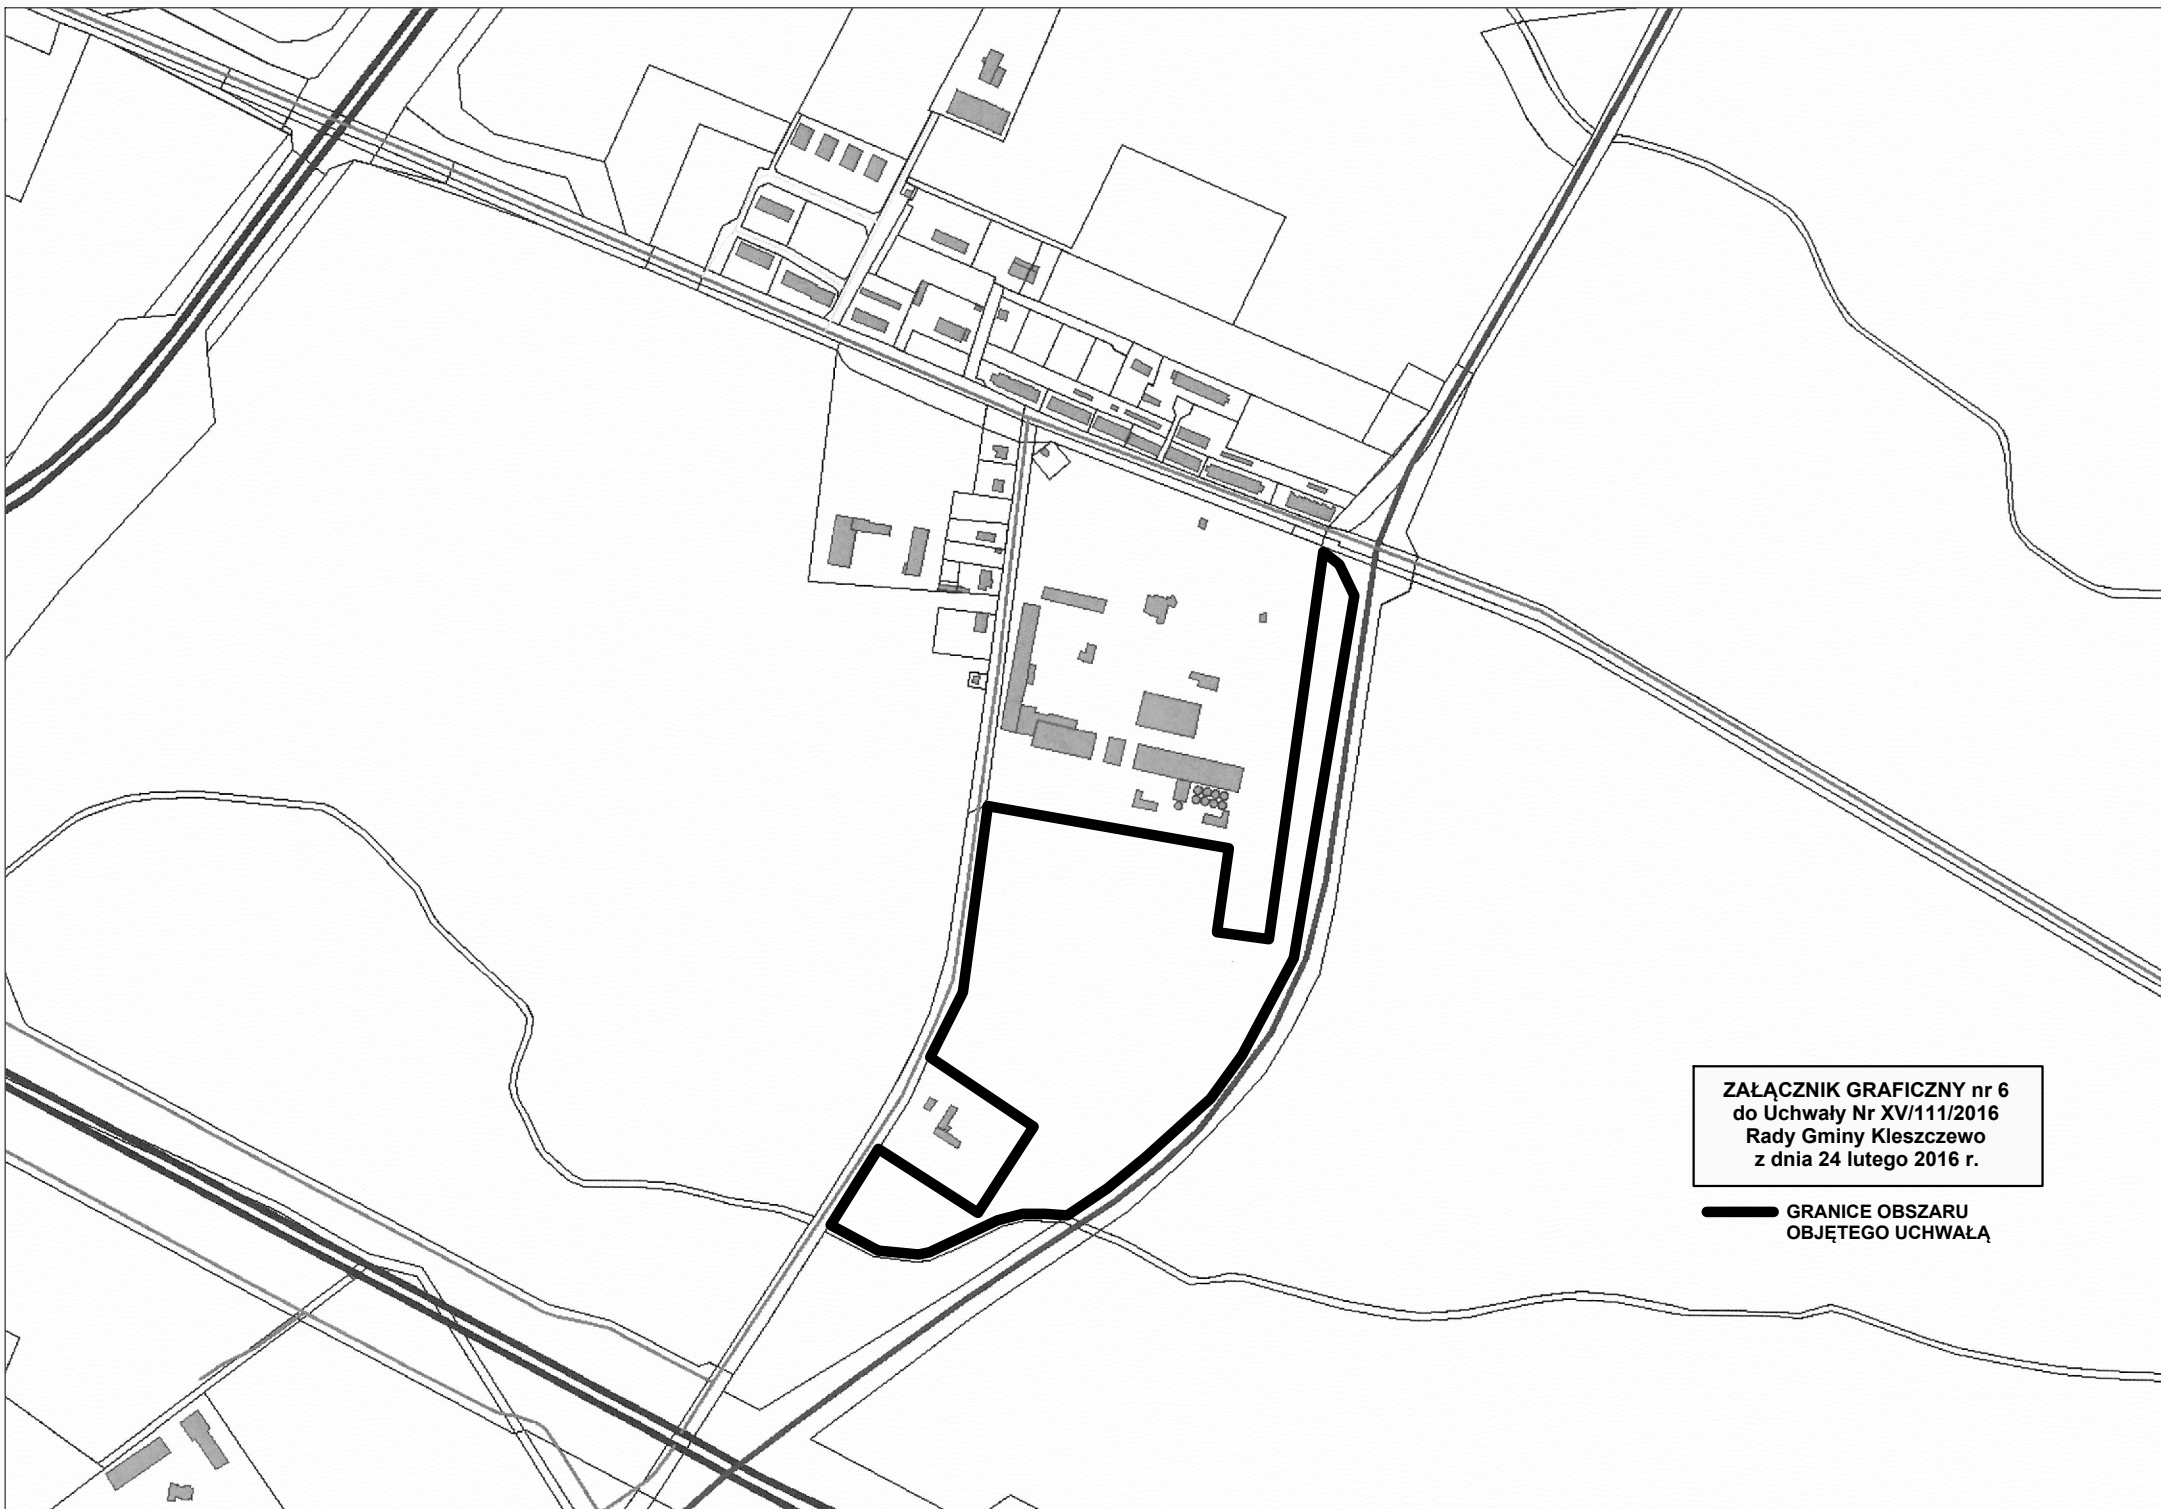 ZAŁĄCZNIK GRAFICZNY nr 6
do Uchwały Nr XV/111/2016
Rady Gminy Kleszczewo
z dnia 24 lutego 2016 r.
GRANICE OBSZARU
OBJĘTEGO UCHWAŁĄ